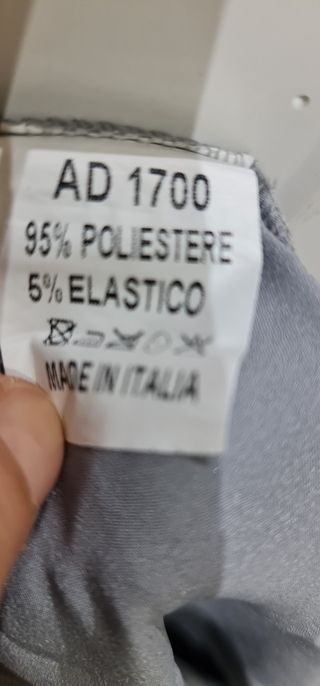 AD 1700
95% POLIESTERE
5% ELASTICO
MADE IN ITALIA